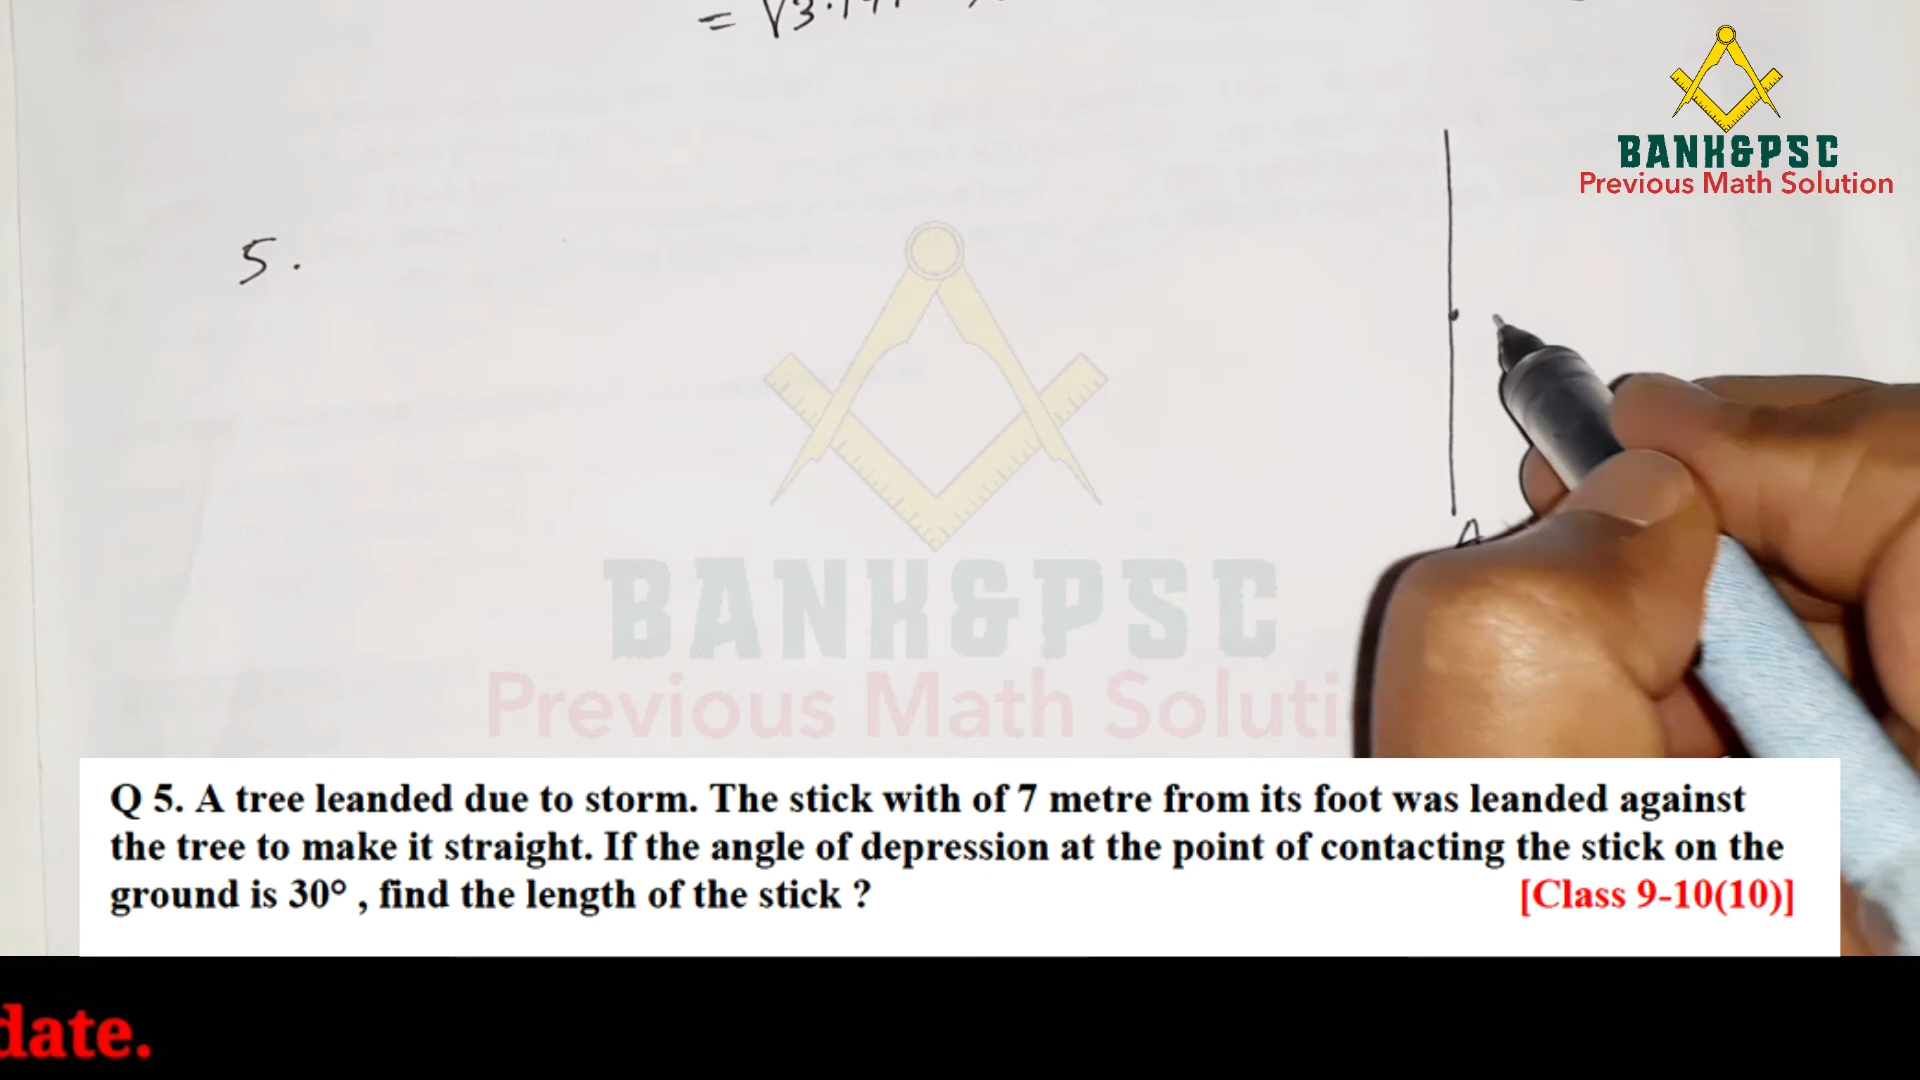 = √3.141
BANK&PSC
Previous Math Solution
5.
A
BANK&PSC
Previous Math Soluti
Q 5. A tree leanded due to storm. The stick with of 7 metre from its foot was leanded against
the tree to make it straight. If the angle of depression at the point of contacting the stick on the
ground is 30° , find the length of the stick ?
[Class 9-10(10)]
date.